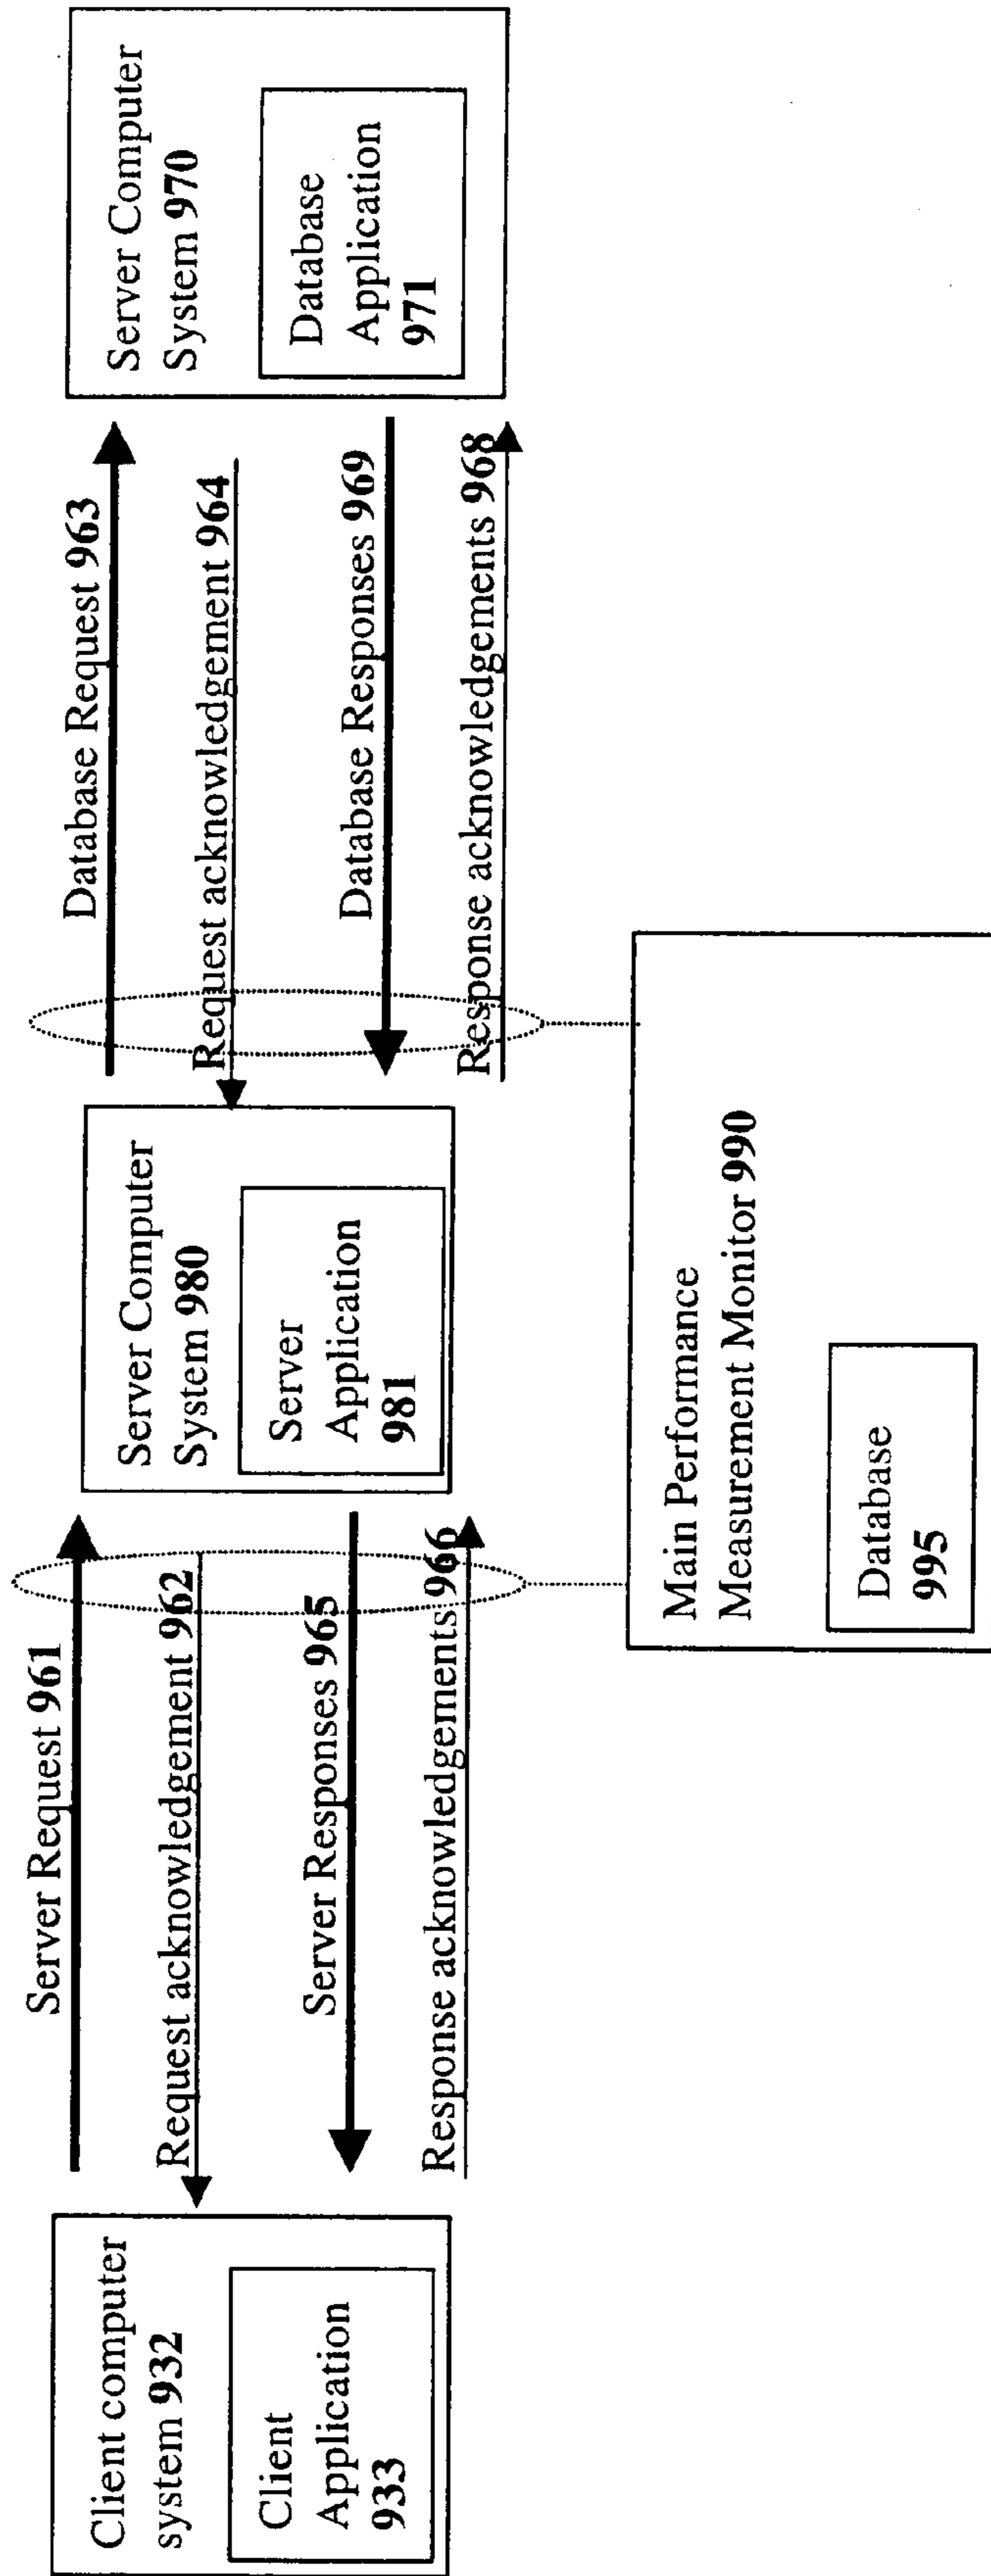 Client computer
system 932
Client
Application
933
Server Request 961
Request acknowledgement 962
Server Responses 965
Response acknowledgements 966
Server Computer
System 980
Server
Application
981
Database Request 963
Request acknowledgement 964
Database Responses 969
Response acknowledgements 968
Server Computer
System 970
Database
Application
971
Main Performance
Measurement Monitor 990
Database
995